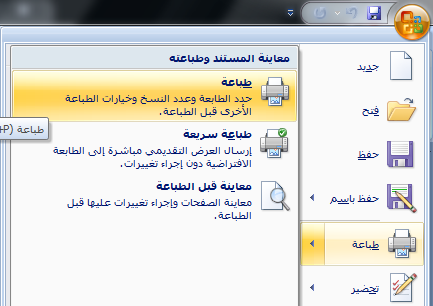 معاينة المستند وطباعته
طباعة
حدد الطابعة وعدد النسخ وخيارات الطباعة
الأخرى قبل الطباعة.
طباعة سريعة
إرسال العرض التقديمي مباشرة إلى الطابعة
الافتراضية دون إجراء تغييرات.
معاينة قبل الطباعة
معاينة الصفحات وإجراء تغييرات عليها قبل
الطباعة.
طباعة (P+
جديد
فتح
حفظ
حفظ باسم
طباعة
تحضير